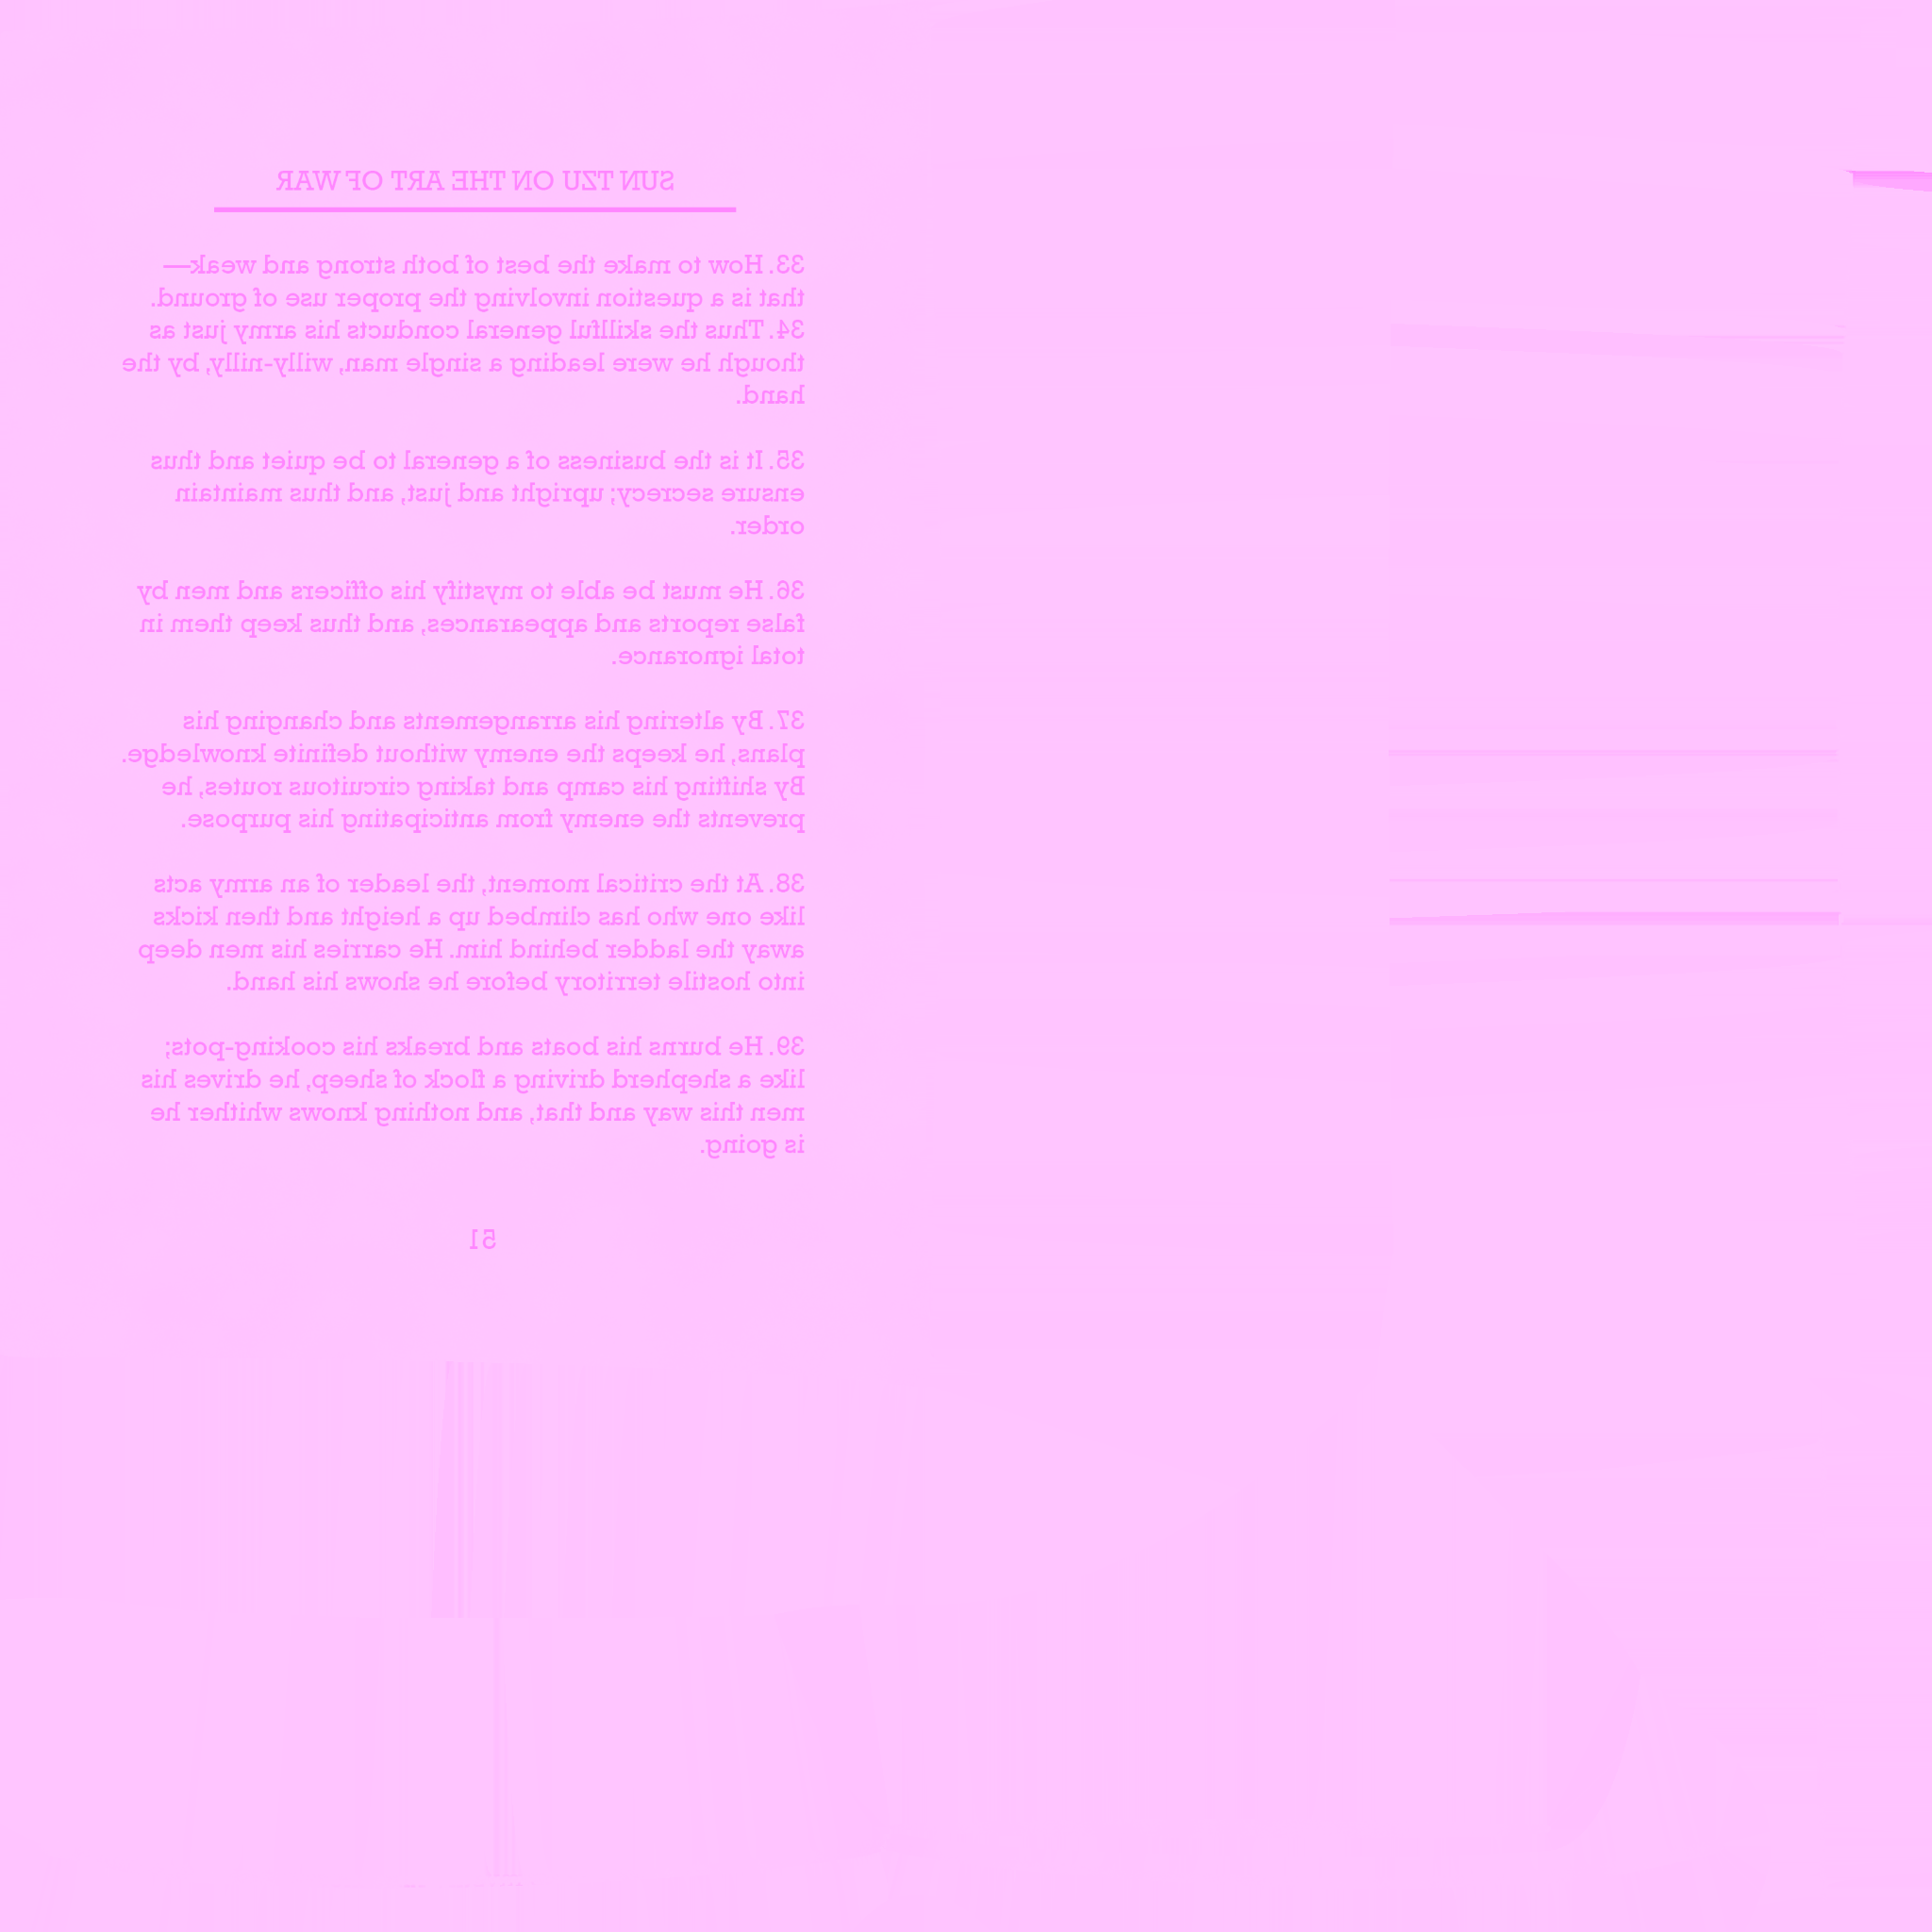 SUN TZU ON THE ART OF WAR
33. How to make the best of both strong and weak—
that is a question involving the proper use of ground.
34. Thus the skillful general conducts his army just as
though he were leading a single man, willy-nilly, by the
hand.
35. It is the business of a general to be quiet and thus
ensure secrecy; upright and just, and thus maintain
order.
36. He must be able to mystify his officers and men by
false reports and appearances, and thus keep them in
total ignorance.
37. By altering his arrangements and changing his
plans, he keeps the enemy without definite knowledge.
By shifting his camp and taking circuitous routes, he
prevents the enemy from anticipating his purpose.
38. At the critical moment, the leader of an army acts
like one who has climbed up a height and then kicks
away the ladder behind him. He carries his men deep
into hostile territory before he shows his hand.
39. He burns his boats and breaks his cooking-pots;
like a shepherd driving a flock of sheep, he drives his
men this way and that, and nothing knows whither he
is going.
51